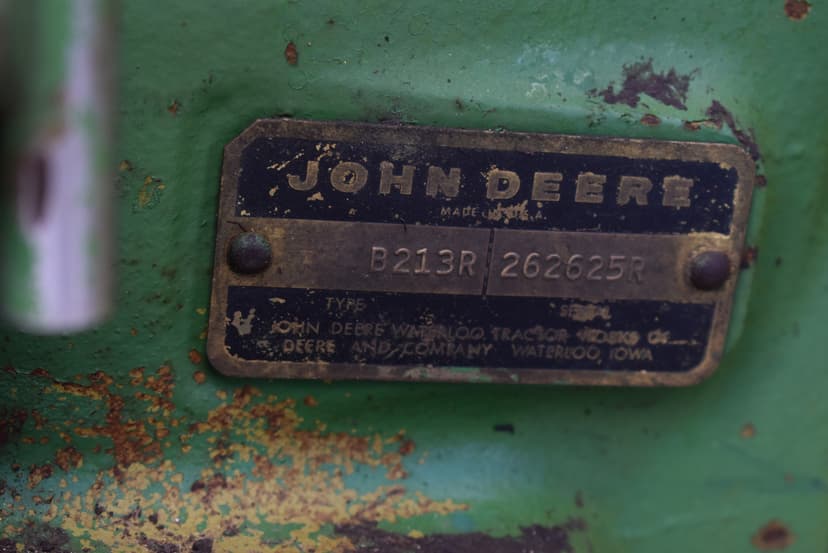 JOHN DEERE
MADE IN U.S.A.
B213R 262625R
TYPE SERIAL
JOHN DEERE WATERLOO TRACTOR WORKS OF
DEERE AND COMPANY WATERLOO, IOWA